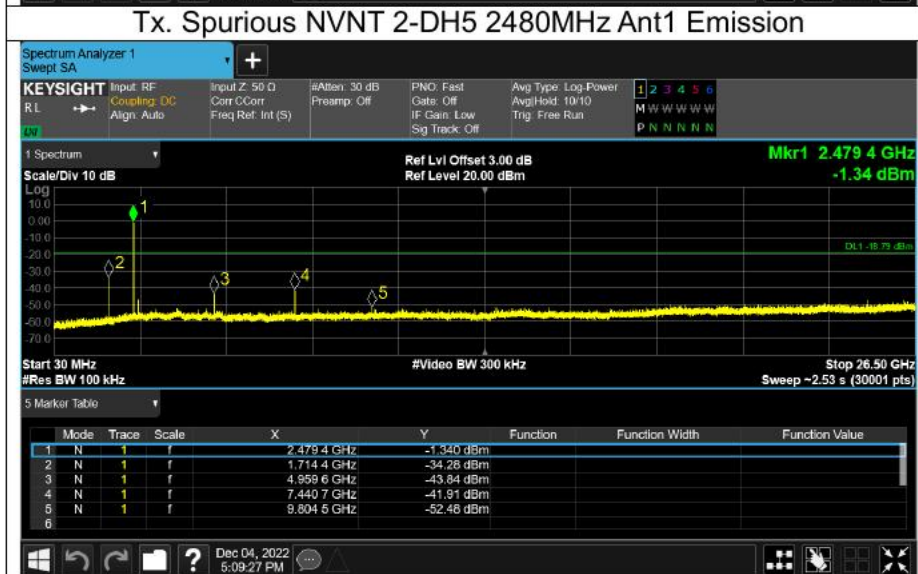 Tx. Spurious NVNT 2-DH5 2480MHz Ant1 Emission
Spectrum Analyzer 1
Swept SA
+
KEYSIGHT Input: RF Input Z: 50 Ω #Atten: 30 dB PNO: Fast Avg Type: Log-Power 1 2 3 4 5 6
RL Coupling: DC Corr CCorr Preamp: Off Gate: Off Avg|Hold: 10/10 M W W W W W
Align: Auto Freq Ref: Int (S) IF Gain: Low Trig: Free Run
Sig Track: Off P N N N N N
1 Spectrum
Ref Lvl Offset 3.00 dB Mkr1 2.479 4 GHz
Scale/Div 10 dB Ref Level 20.00 dBm -1.34 dBm
Log
10.0
0.00
-10.0
-20.0
-30.0
-40.0
-50.0
-60.0
-70.0
1
2
3
4
5
DL1 -18.79 dBm
Start 30 MHz #Video BW 300 kHz Stop 26.50 GHz
#Res BW 100 kHz Sweep ~2.53 s (30001 pts)
5 Marker Table
Mode Trace Scale X Y Function Function Width Function Value
1 N 1 f 2.479 4 GHz -1.340 dBm
2 N 1 f 1.714 4 GHz -34.28 dBm
3 N 1 f 4.959 6 GHz -43.84 dBm
4 N 1 f 7.440 7 GHz -41.91 dBm
5 N 1 f 9.804 5 GHz -52.48 dBm
6
? Dec 04, 2022
5:09:27 PM